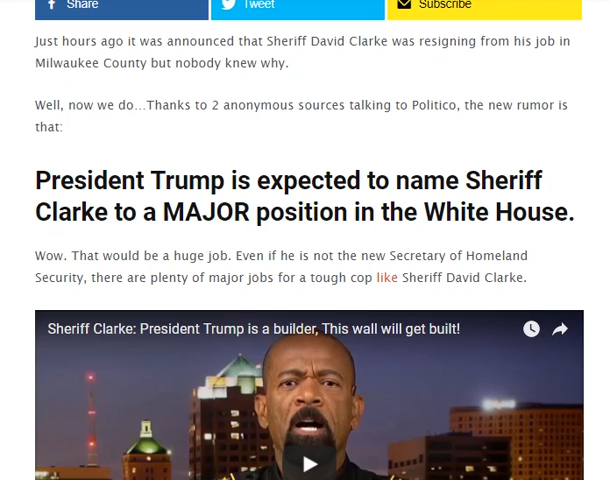 Share
Tweet
Subscribe
Just hours ago it was announced that Sheriff David Clarke was resigning from his job in
Milwaukee County but nobody knew why.
Well, now we do...Thanks to 2 anonymous sources talking to Politico, the new rumor is
that:
President Trump is expected to name Sheriff
Clarke to a MAJOR position in the White House.
Wow. That would be a huge job. Even if he is not the new Secretary of Homeland
Security, there are plenty of major jobs for a tough cop like Sheriff David Clarke.
Sheriff Clarke: President Trump is a builder, This wall will get built!